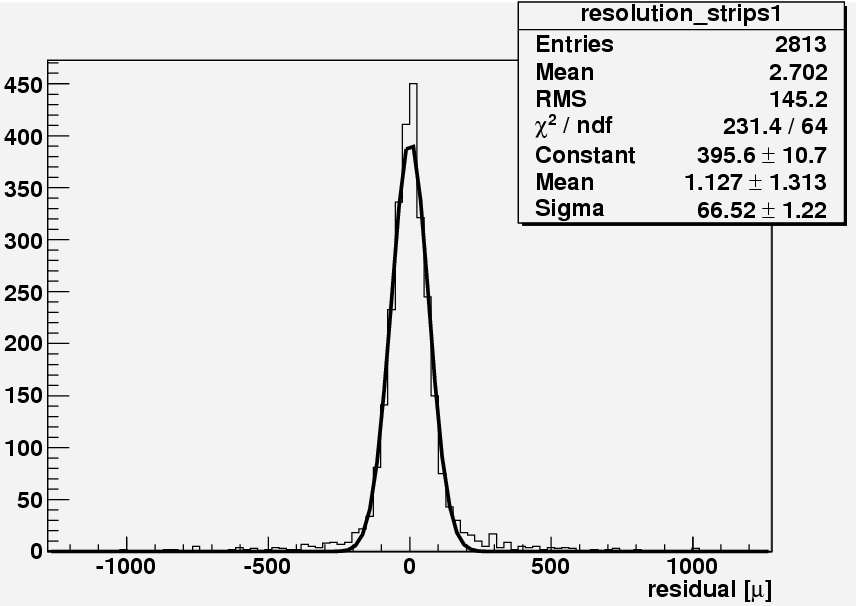 resolution_strips1
Entries 2813
Mean 2.702
RMS 145.2
χ² / ndf 231.4 / 64
Constant 395.6 ± 10.7
Mean 1.127 ± 1.313
Sigma 66.52 ± 1.22
450
400
350
300
250
200
150
100
50
0
-1000 -500 0 500 1000
residual [μ]